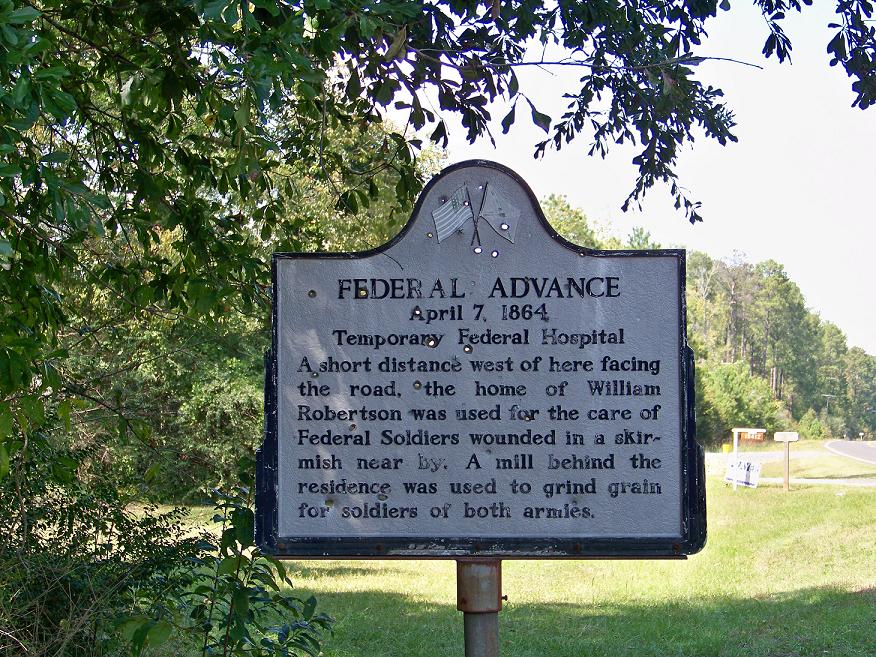 FEDERAL ADVANCE
April 7, 1864
Temporary Federal Hospital
A short distance west of here facing
the road, the home of William
Robertson was used for the care of
Federal Soldiers wounded in a skir-
mish near by. A mill behind the
residence was used to grind grain
for soldiers of both armies.